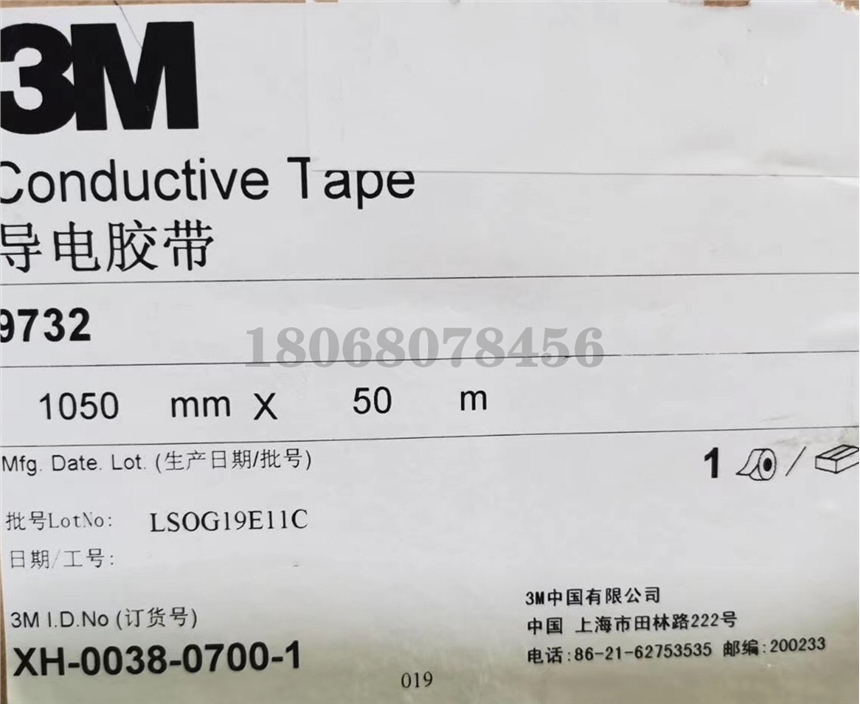 3M
Conductive Tape
导电胶带
9732
18068078456
1050 mm X 50 m
Mfg. Date. Lot. (生产日期/批号)
1 /
批号LotNo: LSOG19E11C
日期/工号:
3M I.D.No (订货号)
XH-0038-0700-1
3M中国有限公司
中国 上海市田林路222号
电话:86-21-62753535 邮编:200233
019